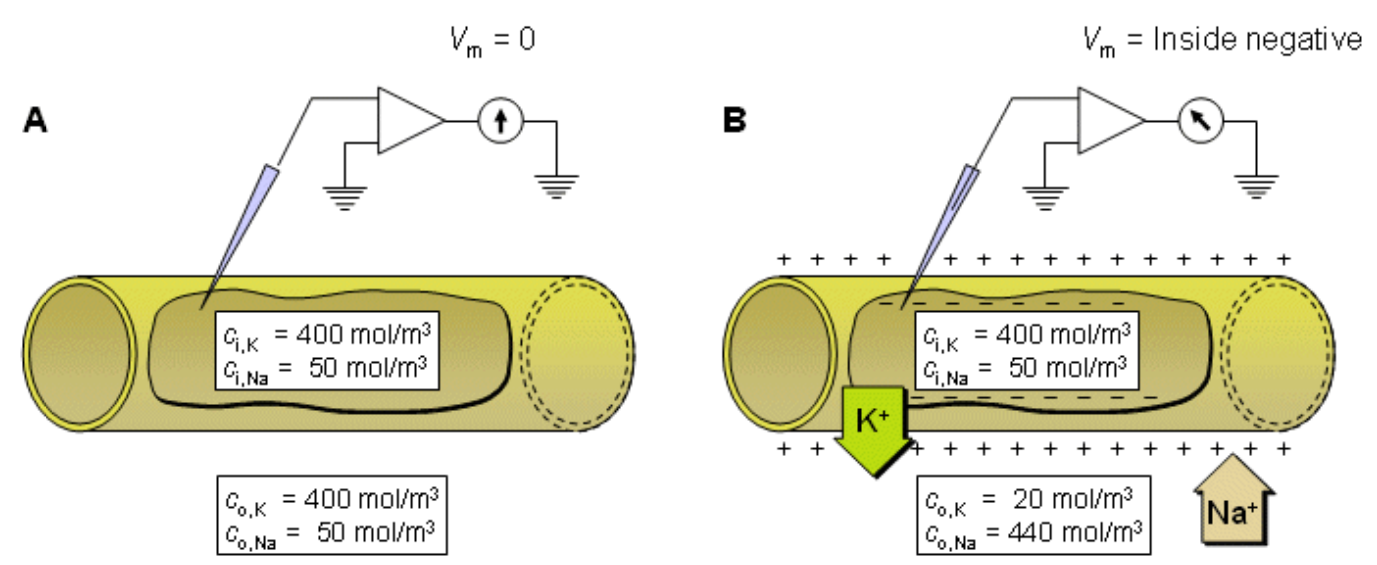 Vm = 0
Vm = Inside negative
A
B
+ + + + + + + + + + + + + + +
ci,K = 400 mol/m³
ci,Na = 50 mol/m³
ci,K = 400 mol/m³
ci,Na = 50 mol/m³
K⁺
+ + + + + + + + + + + + + +
co,K = 400 mol/m³
co,Na = 50 mol/m³
co,K = 20 mol/m³
co,Na = 440 mol/m³
Na⁺